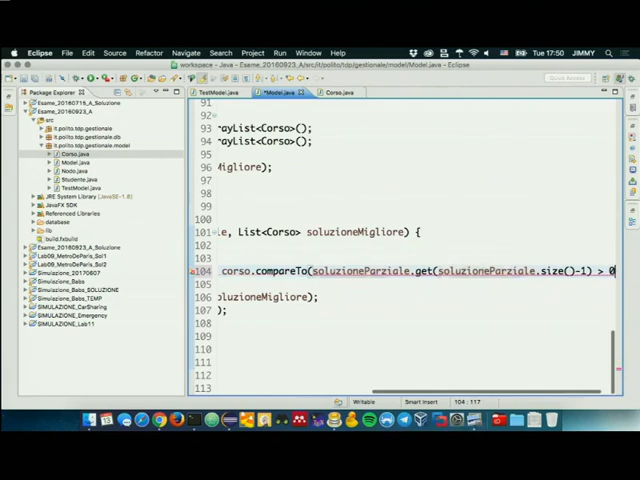 Eclipse File Edit Source Refactor Navigate Search Project Run Window Help Tue 17:50 JIMMY
workspace - Esame_20160923_A/src/it/polito/tdp/gestionale/model/Model.java - Eclipse
Quick Access
Package Explorer
Esame_20160715_A_Soluzione
Esame_20160923_A
src
it.polito.tdp.gestionale
it.polito.tdp.gestionale.db
it.polito.tdp.gestionale.model
Corso.java
Model.java
Nodo.java
Studente.java
TestModel.java
JRE System Library [JavaSE-1.8]
JavaFX SDK
Referenced Libraries
database
lib
build.fxbuild
Lab09_MetroDeParis_Sol1
Lab09_MetroDeParis_Sol2
Simulazione_20170607
SIMULAZIONE_Babs
SIMULAZIONE_Babs_SOLUZIONE
SIMULAZIONE_Babs_TEMP
SIMULAZIONE_CarSharing
SIMULAZIONE_Lab11
TestModel.java *Model.java Corso.java
91
93 rayList<Corso>();
94 rayList<Corso>();
95
96 Migliore);
97
98
99
100
101 le, List<Corso> soluzioneMigliore) {
102
103
104 corso.compareTo(soluzioneParziale.get(soluzioneParziale.size()-1) > 0
105
106 oluzioneMigliore);
107 );
108
109
110
111
112
113
Writable Smart Insert 104 : 117